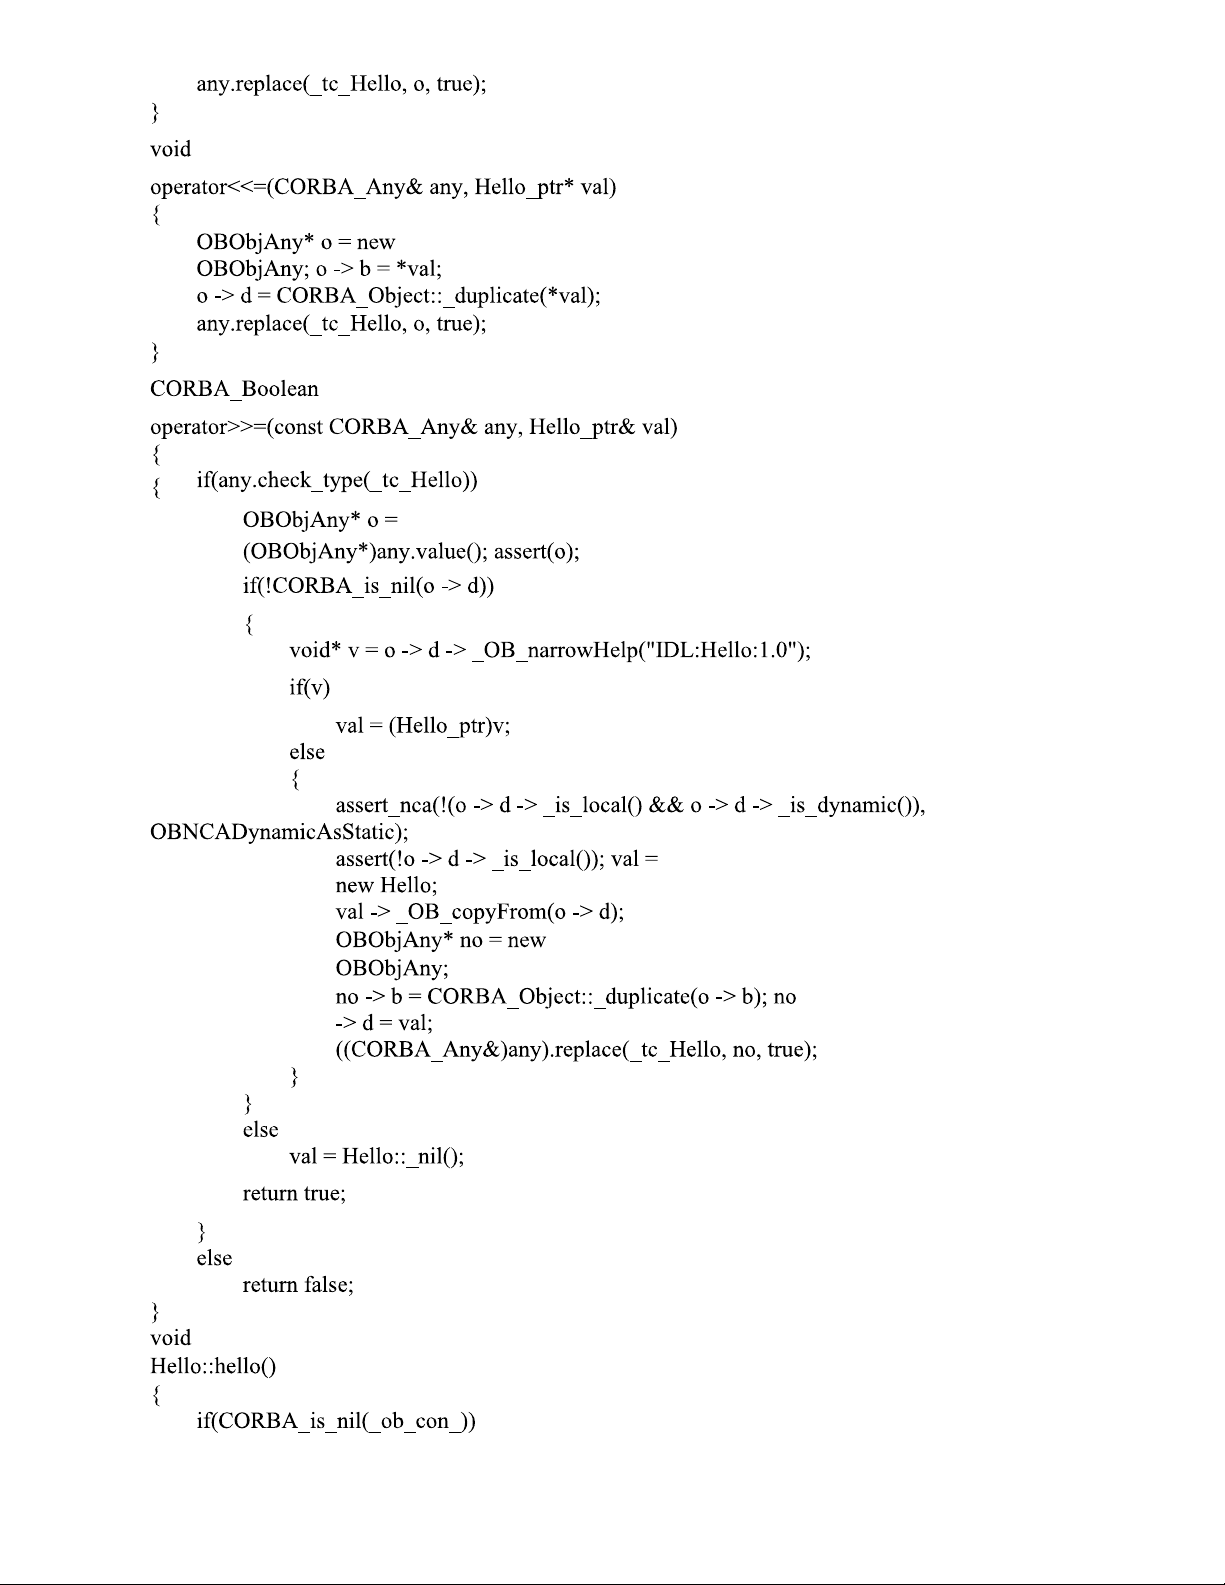 any.replace(_tc_Hello, o, true);
}
void
operator<<=(CORBA_Any& any, Hello_ptr* val)
{
OBObjAny* o = new
OBObjAny; o -> b = *val;
o -> d = CORBA_Object::_duplicate(*val);
any.replace(_tc_Hello, o, true);
}
CORBA_Boolean
operator>>=(const CORBA_Any& any, Hello_ptr& val)
{
{ if(any.check_type(_tc_Hello))
OBObjAny* o =
(OBObjAny*)any.value(); assert(o);
if(!CORBA_is_nil(o -> d))
{
void* v = o -> d -> _OB_narrowHelp("IDL:Hello:1.0");
if(v)
val = (Hello_ptr)v;
else
{
assert_nca(!(o -> d -> _is_local() && o -> d -> _is_dynamic()),
OBNCADynamicAsStatic);
assert(!o -> d -> _is_local()); val =
new Hello;
val -> _OB_copyFrom(o -> d);
OBObjAny* no = new
OBObjAny;
no -> b = CORBA_Object::_duplicate(o -> b); no
-> d = val;
((CORBA_Any&)any).replace(_tc_Hello, no, true);
}
}
else
val = Hello::_nil();
return true;
}
else
return false;
}
void
Hello::hello()
{
if(CORBA_is_nil(_ob_con_))